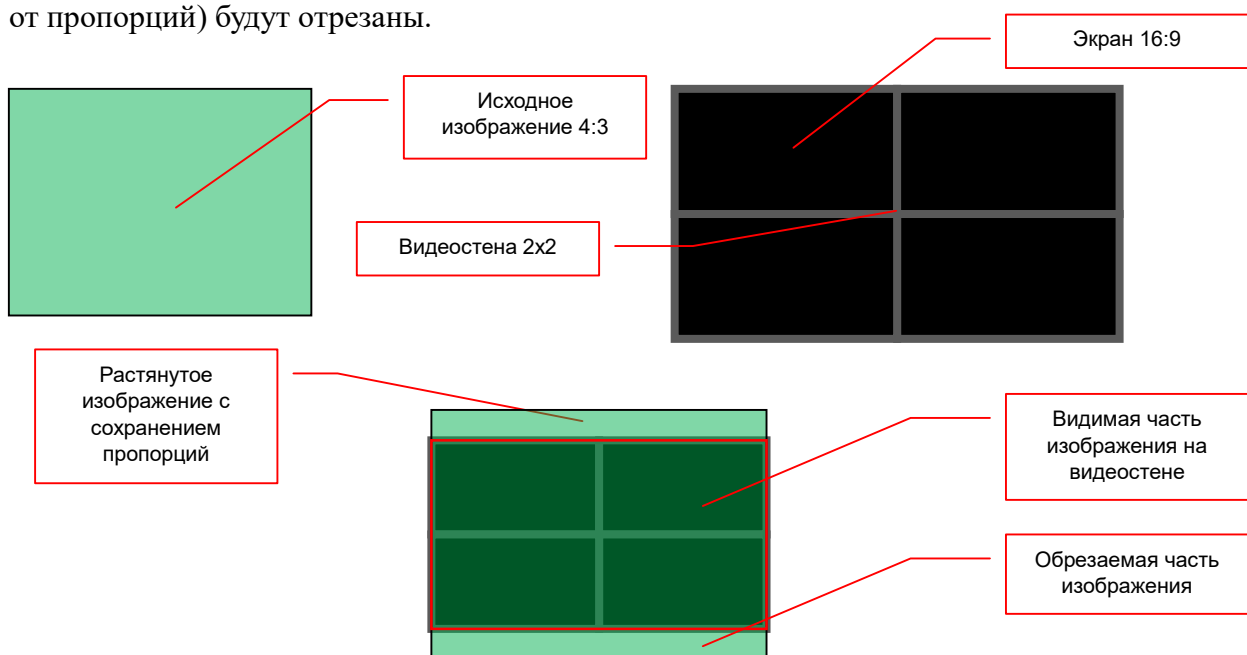 от пропорций) будут отрезаны.
Экран 16:9
Исходное
изображение 4:3
Видеостена 2x2
Растянутое
изображение с
сохранением
пропорций
Видимая часть
изображения на
видеостене
Обрезаемая часть
изображения